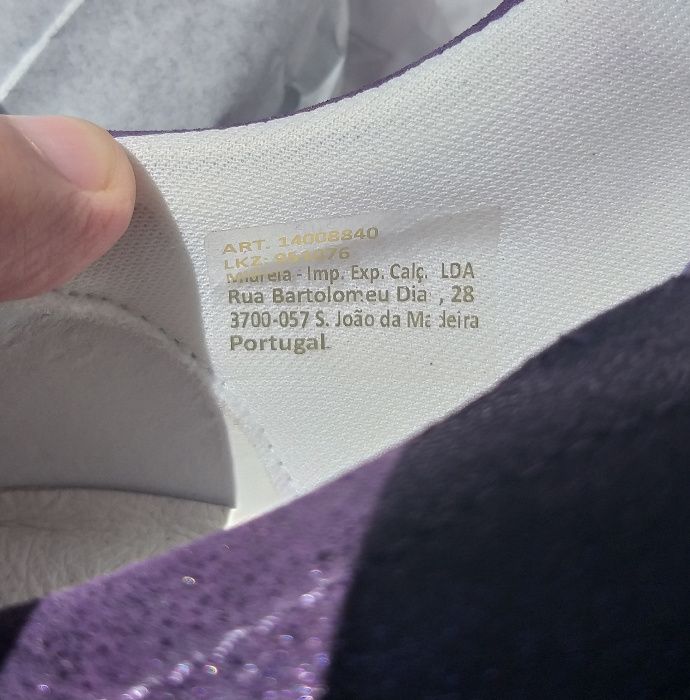 ART. 14008840
LKZ:
- Imp. Exp. Calç. LDA
Rua Bartolomeu Dia , 28
3700-057 S. João da Madeira
Portugal